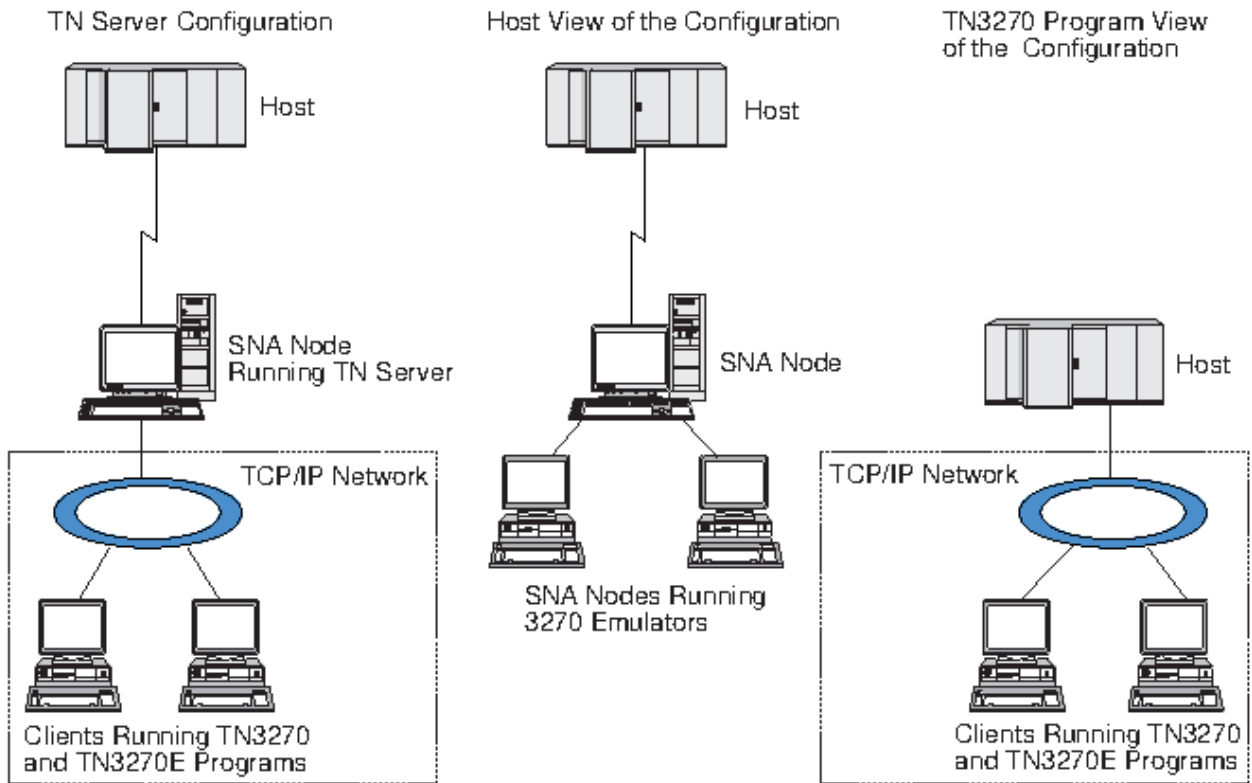 TN Server Configuration
Host
SNA Node
Running TN Server
TCP/IP Network
Clients Running TN3270
and TN3270E Programs
Host View of the Configuration
Host
SNA Node
SNA Nodes Running
3270 Emulators
TN3270 Program View
of the Configuration
Host
TCP/IP Network
Clients Running TN3270
and TN3270E Programs